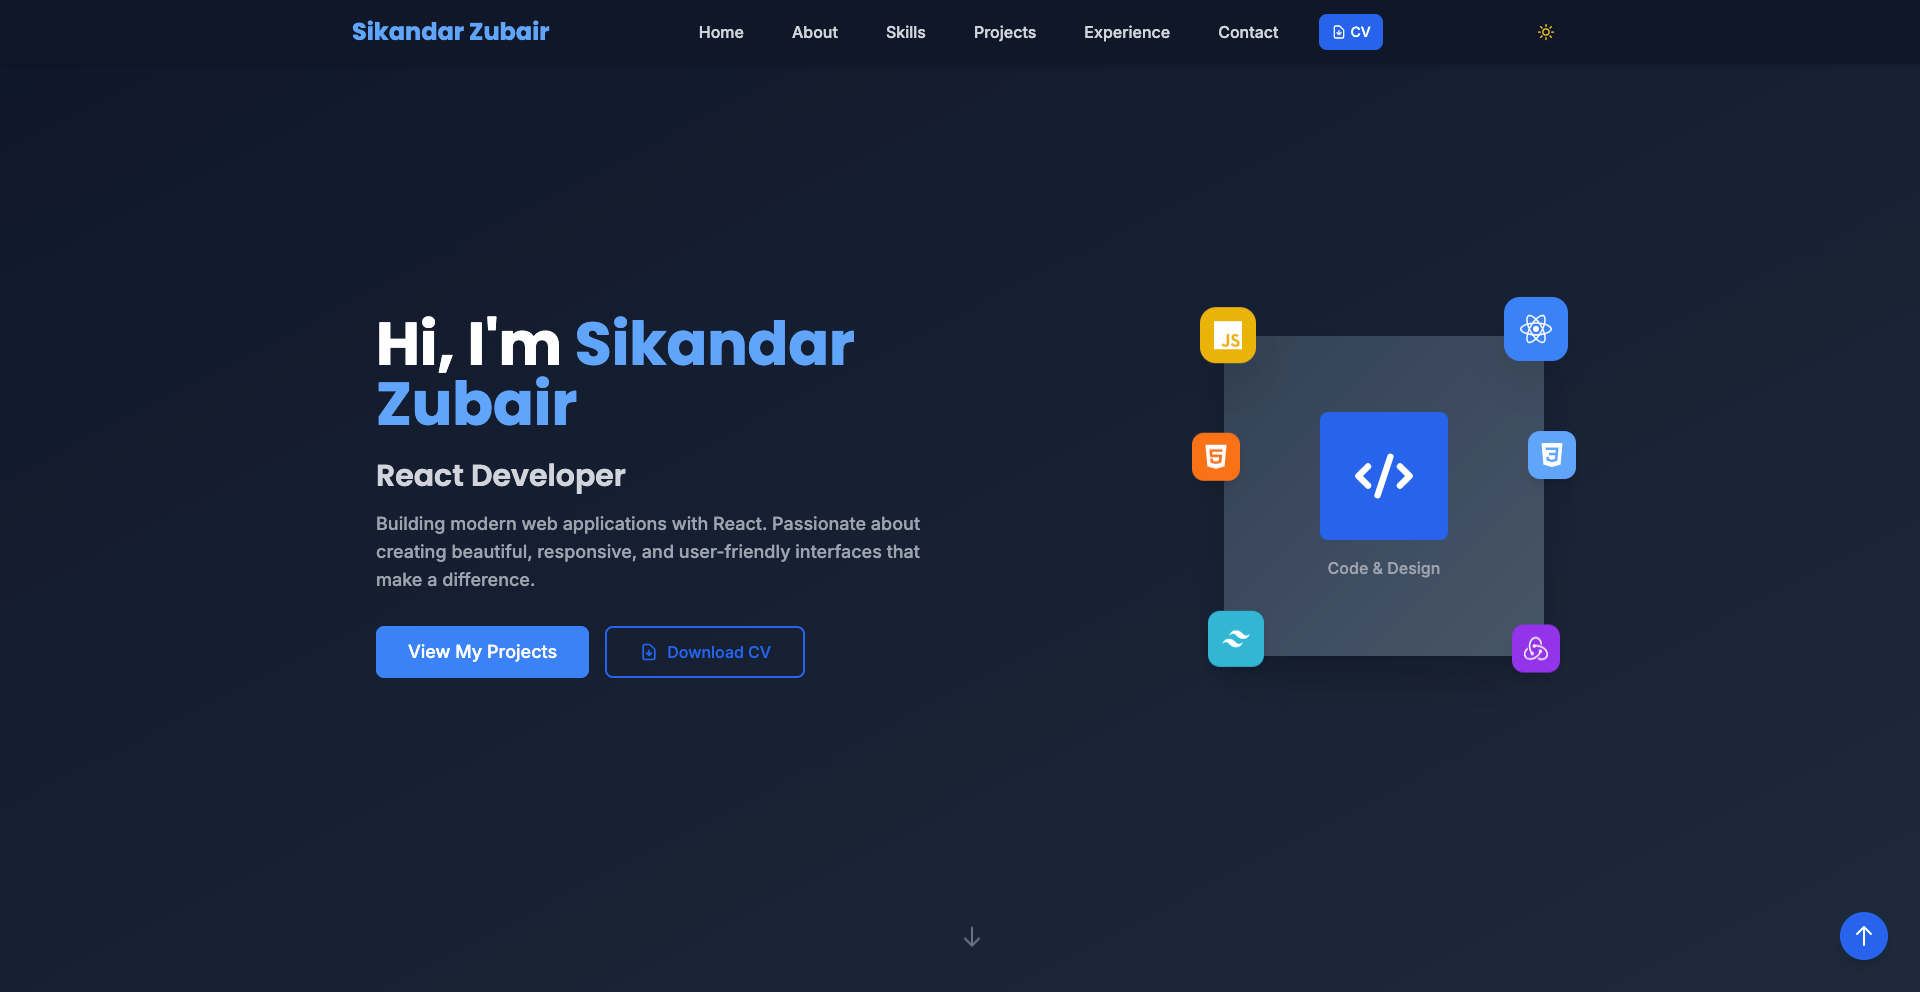 Sikandar Zubair
Home
About
Skills
Projects
Experience
Contact
CV
Hi, I'm Sikandar
Zubair
React Developer
Building modern web applications with React. Passionate about
creating beautiful, responsive, and user-friendly interfaces that
make a difference.
View My Projects
Download CV
JS
5
3
Code & Design